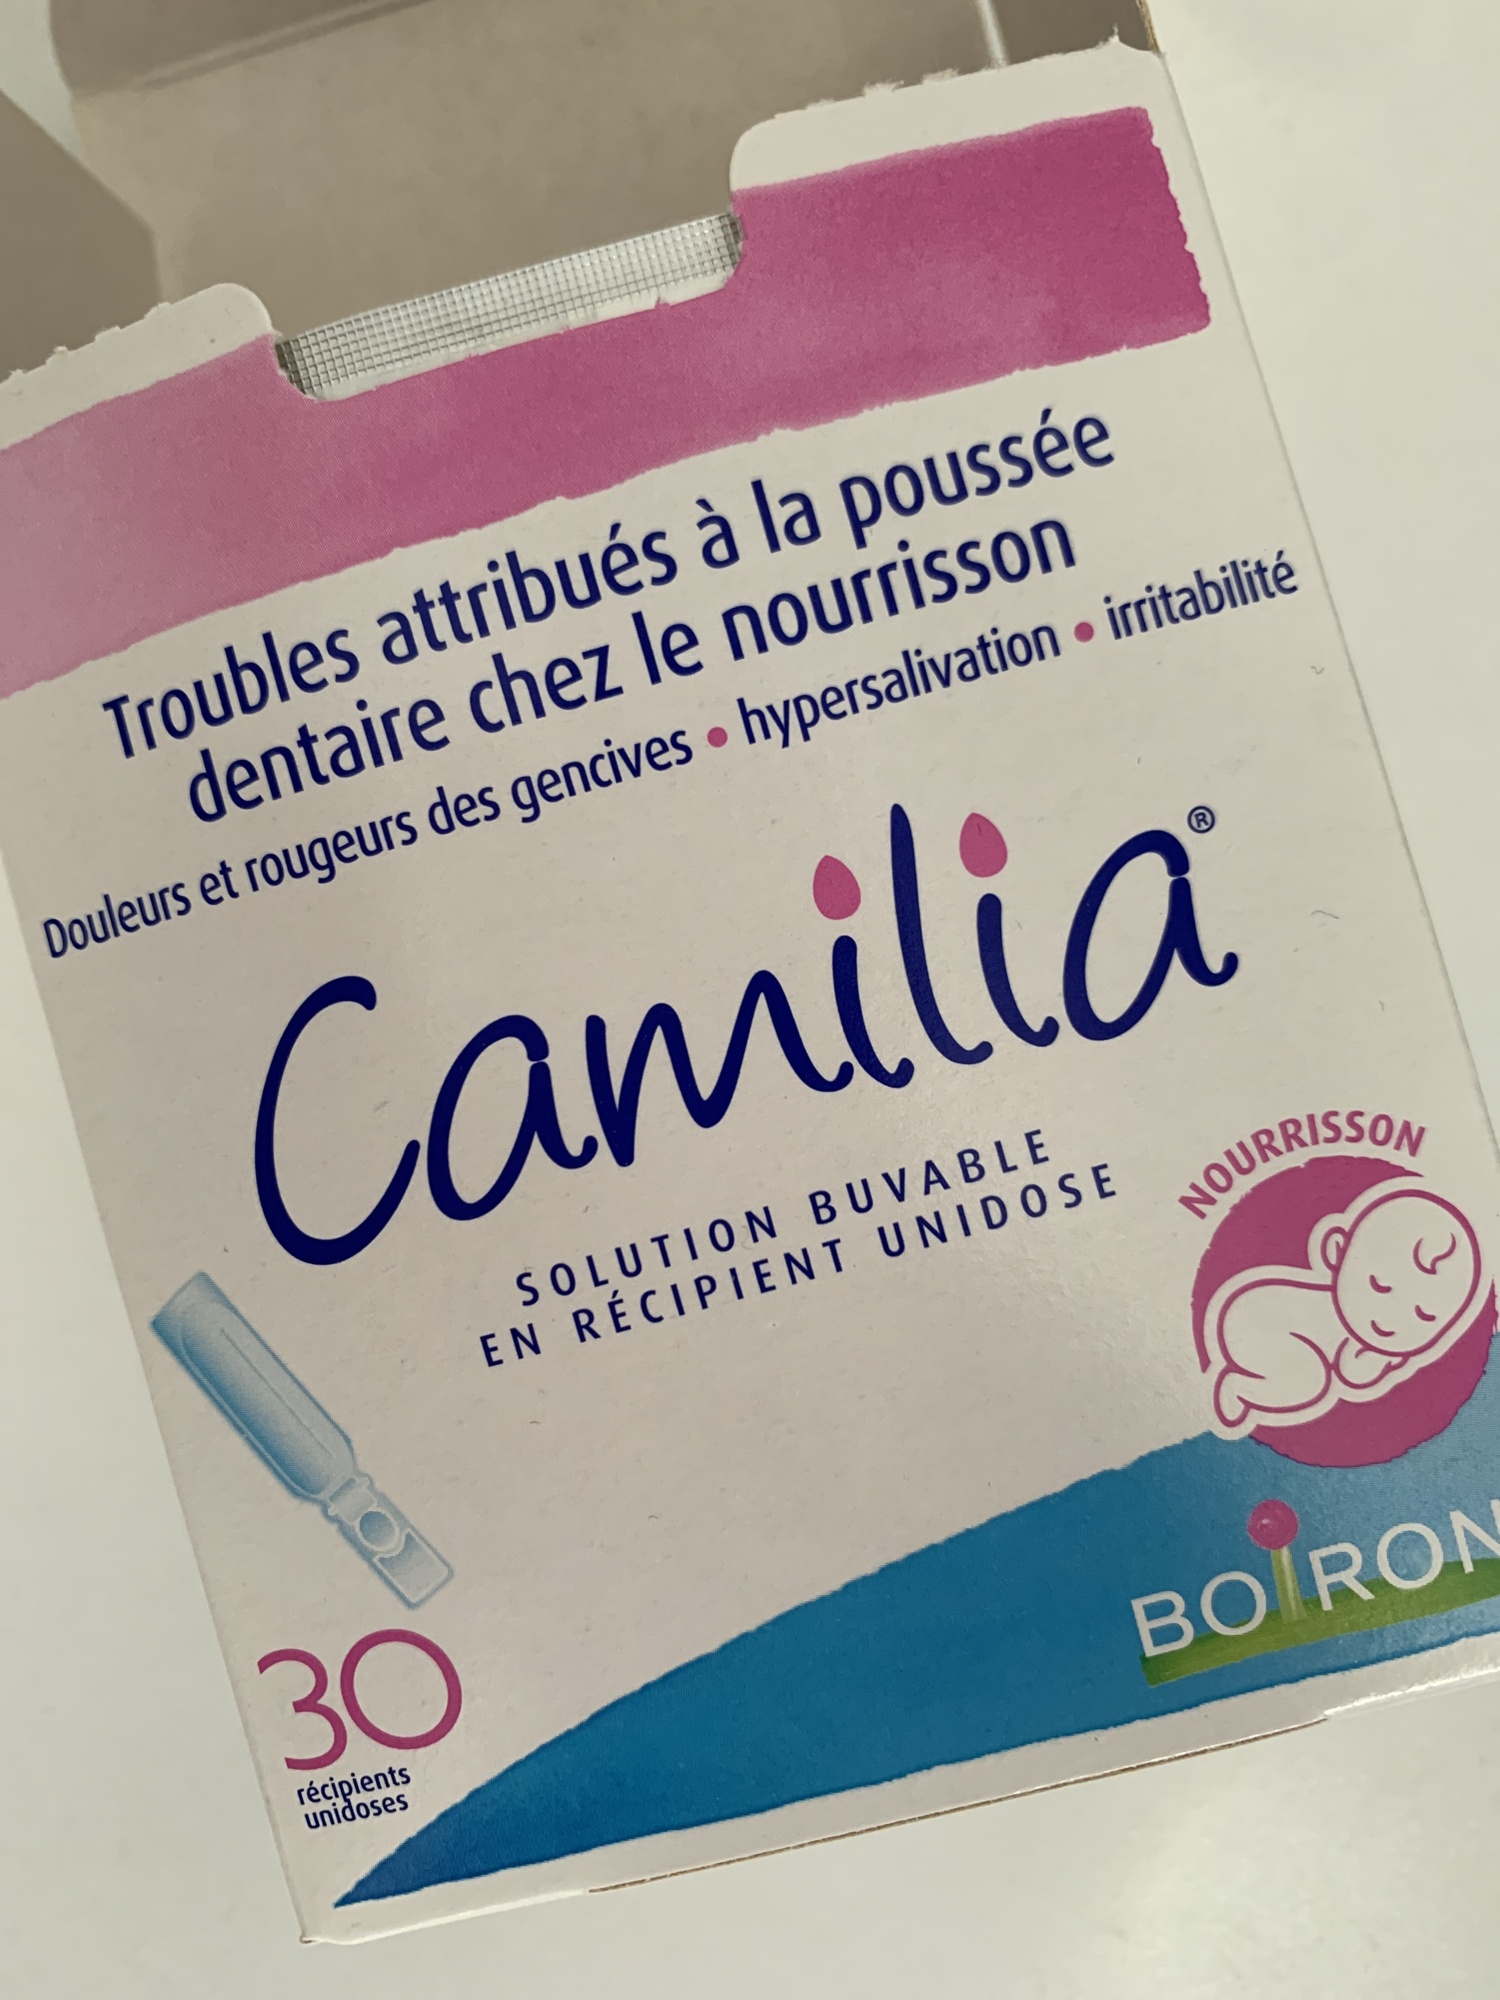 Troubles attribués à la poussée
dentaire chez le nourrisson
Douleurs et rougeurs des gencives • hypersalivation • irritabilité
Camilia®
SOLUTION BUVABLE
EN RÉCIPIENT UNIDOSE
NOURRISSON
BOIRON
30
récipients
unidoses